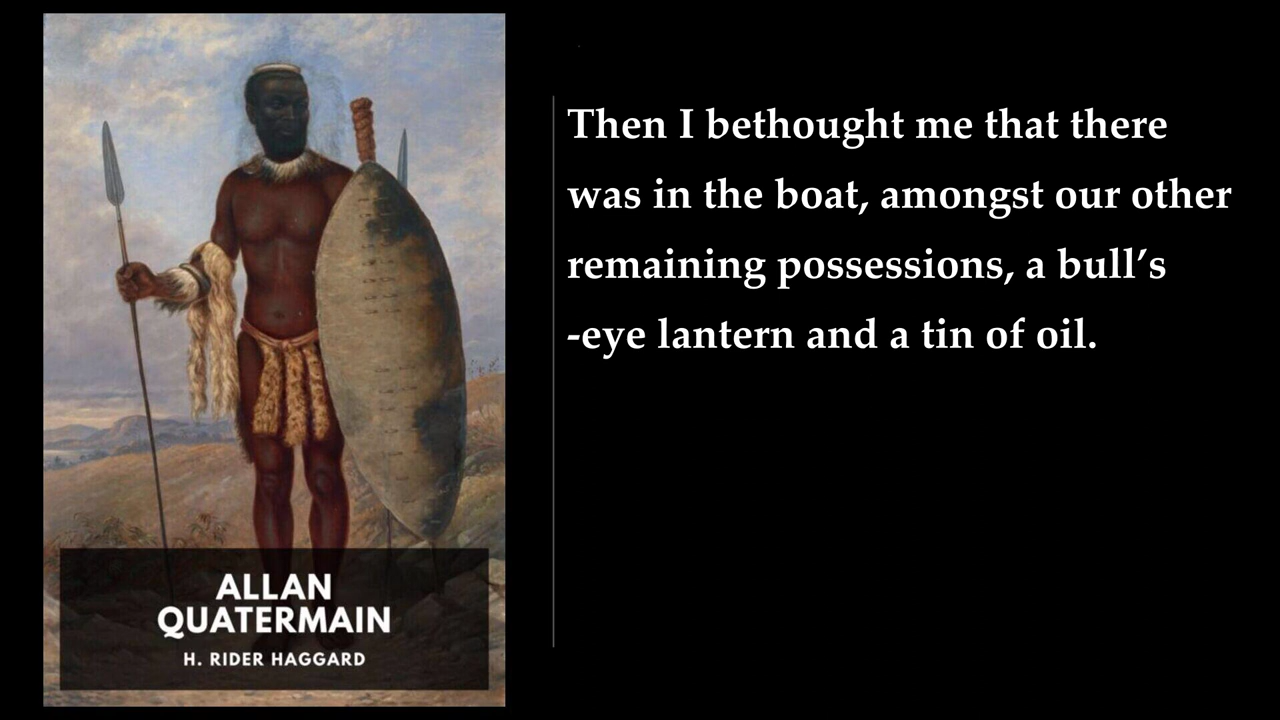 Then I bethought me that there
was in the boat, amongst our other
remaining possessions, a bull’s
-eye lantern and a tin of oil.
ALLAN
QUATERMAIN
H. RIDER HAGGARD